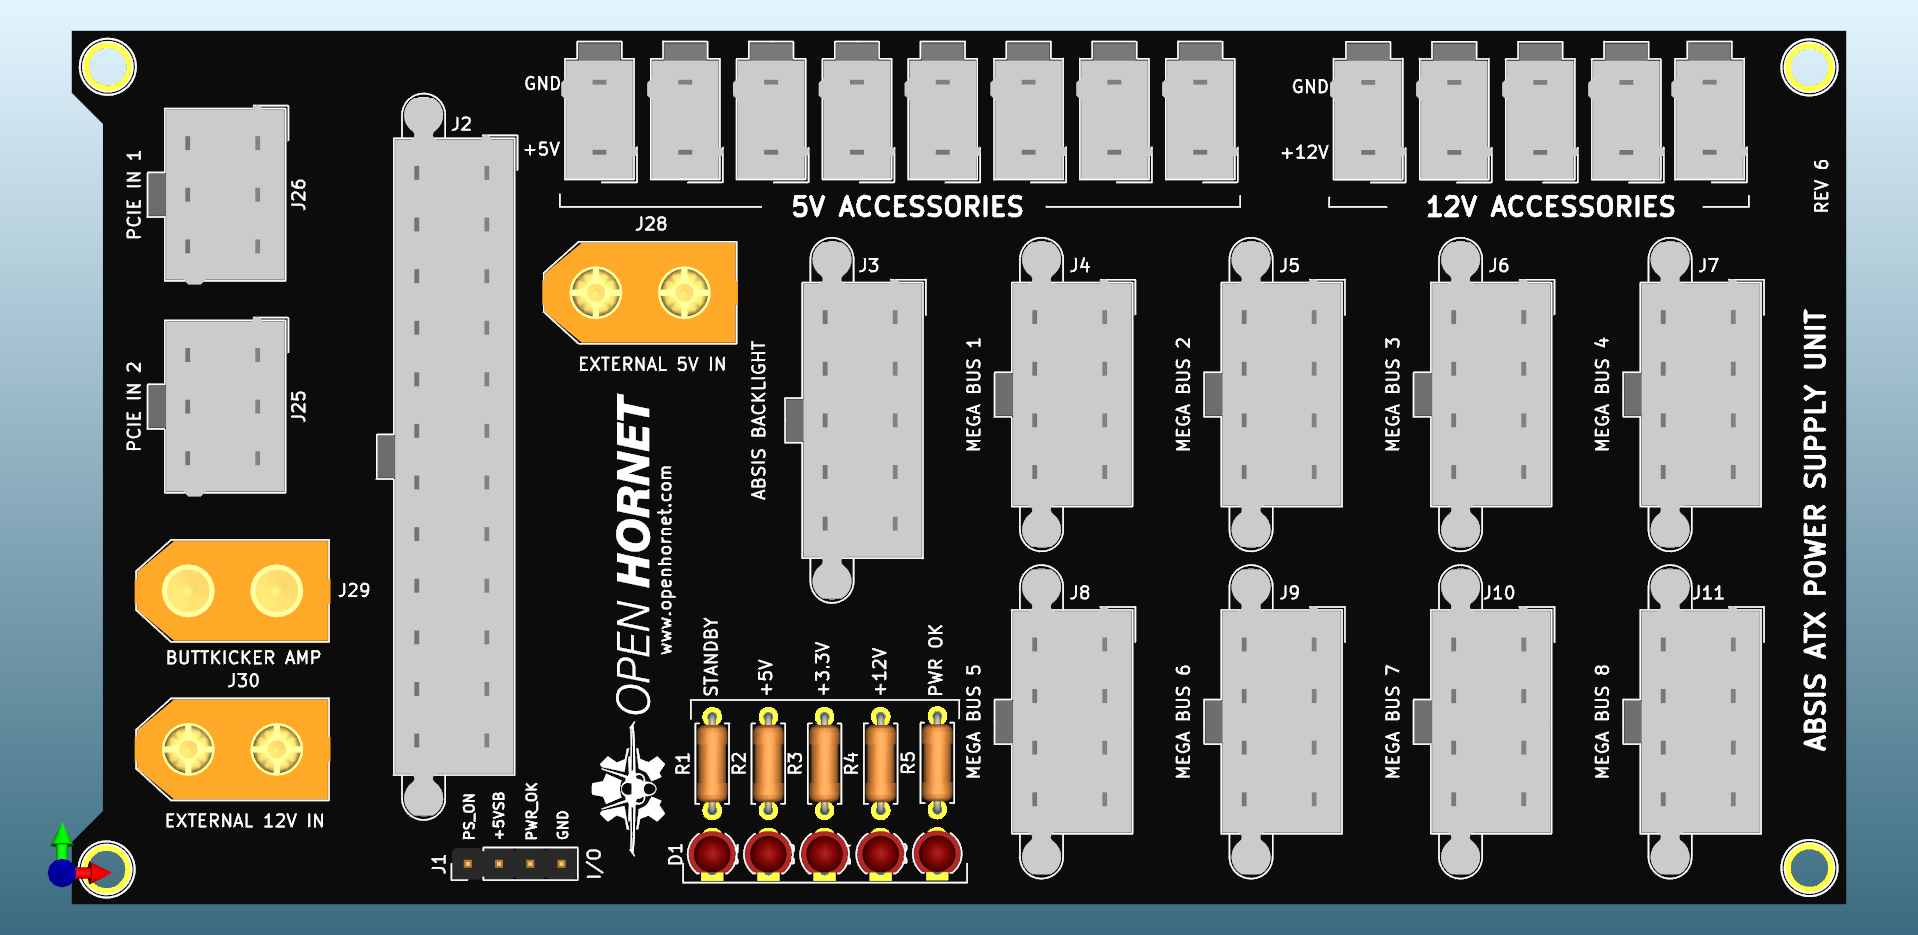 GND
+5V
5V ACCESSORIES
GND
+12V
12V ACCESSORIES
REV 6
PCIE IN 1
J26
J2
J28
EXTERNAL 5V IN
PCIE IN 2
J25
J3
ABSIS BACKLIGHT
J4
MEGA BUS 1
J5
MEGA BUS 2
J6
MEGA BUS 3
J7
MEGA BUS 4
ABSIS ATX POWER SUPPLY UNIT
OPEN HORNET
www.openhornet.com
J29
BUTTKICKER AMP
J30
EXTERNAL 12V IN
J8
MEGA BUS 5
J9
MEGA BUS 6
J10
MEGA BUS 7
J11
MEGA BUS 8
STANDBY
+5V
+3.3V
+12V
PWR OK
R1
R2
R3
R4
R5
D1
PS_ON
+5VSB
PWR_OK
GND
J1
I/O